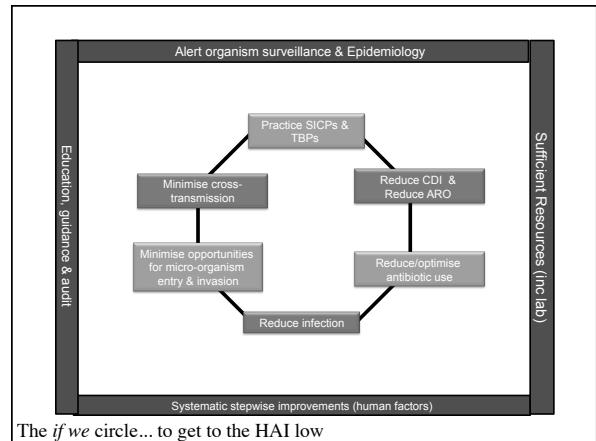 Alert organism surveillance & Epidemiology
Education, guidance & audit
Sufficient Resources (inc lab)
Practice SICPs &
TBPs
Minimise cross-
transmission
Reduce CDI &
Reduce ARO
Minimise opportunities
for micro-organism
entry & invasion
Reduce/optimise
antibiotic use
Reduce infection
Systematic stepwise improvements (human factors)
The if we circle... to get to the HAI low